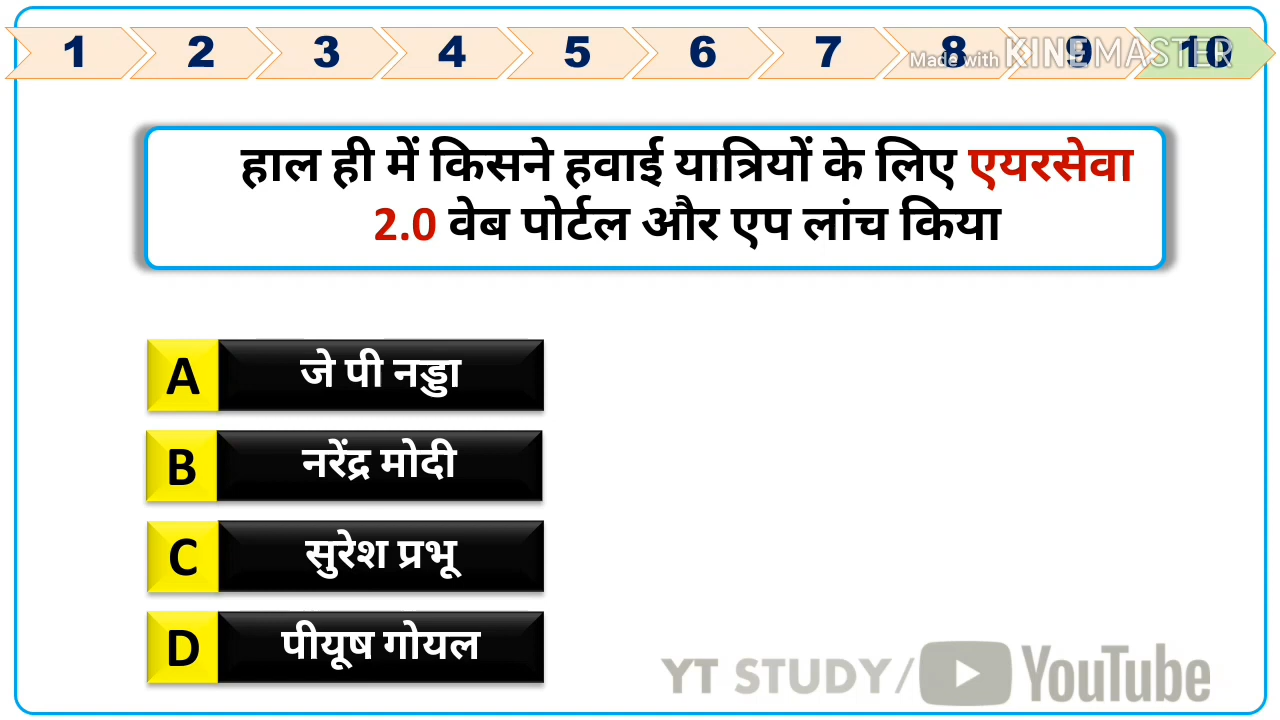 1 2 3 4 5 6 7 8 9 10
Made with KINEMASTER
हाल ही में किसने हवाई यात्रियों के लिए एयरसेवा
2.0 वेब पोर्टल और एप लांच किया
A जे पी नड्डा
B नरेंद्र मोदी
C सुरेश प्रभू
D पीयूष गोयल
YT STUDY/ YouTube